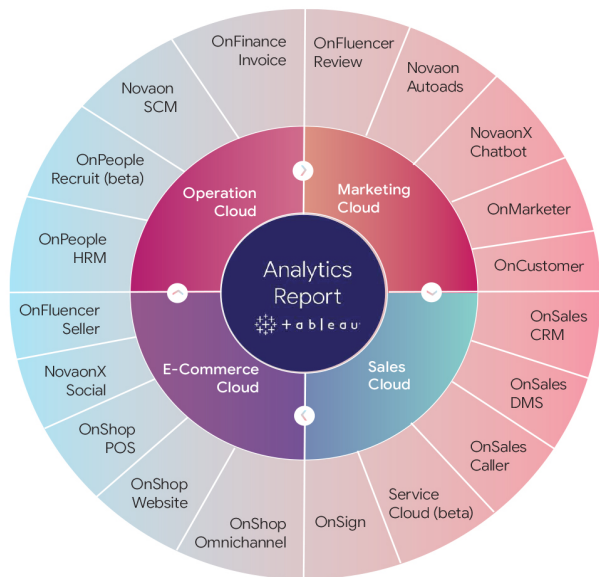 OnFinance
Invoice
OnFluencer
Review
Novaon
Autoads
NovaonX
Chatbot
OnMarketer
OnCustomer
OnSales
CRM
OnSales
DMS
OnSales
Caller
Service
Cloud (beta)
OnSign
OnShop
Omnichannel
OnShop
Website
OnShop
POS
NovaonX
Social
OnFluencer
Seller
OnPeople
HRM
OnPeople
Recruit (beta)
Novaon
SCM
Operation
Cloud
Marketing
Cloud
Sales
Cloud
E-Commerce
Cloud
Analytics
Report
+ableau